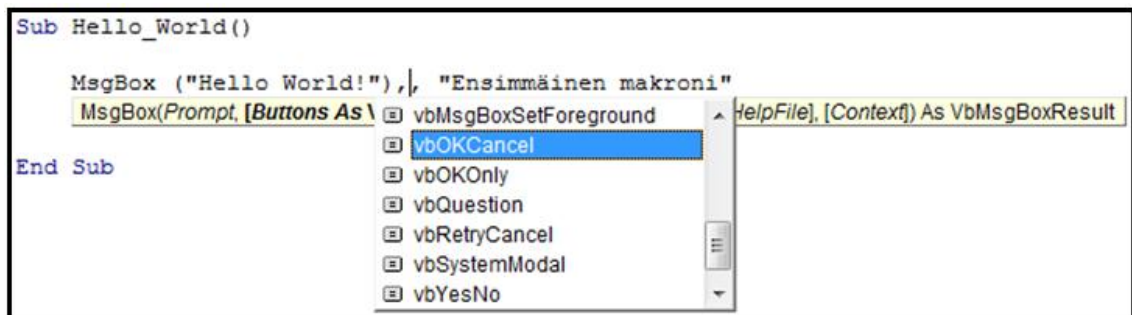 Sub Hello_World()
MsgBox ("Hello World!"),, "Ensimmäinen makroni"
MsgBox(Prompt, [Buttons As V HelpFile], [Context]) As VbMsgBoxResult
vbMsgBoxSetForeground
vbOKCancel
vbOKOnly
vbQuestion
vbRetryCancel
vbSystemModal
vbYesNo
End Sub